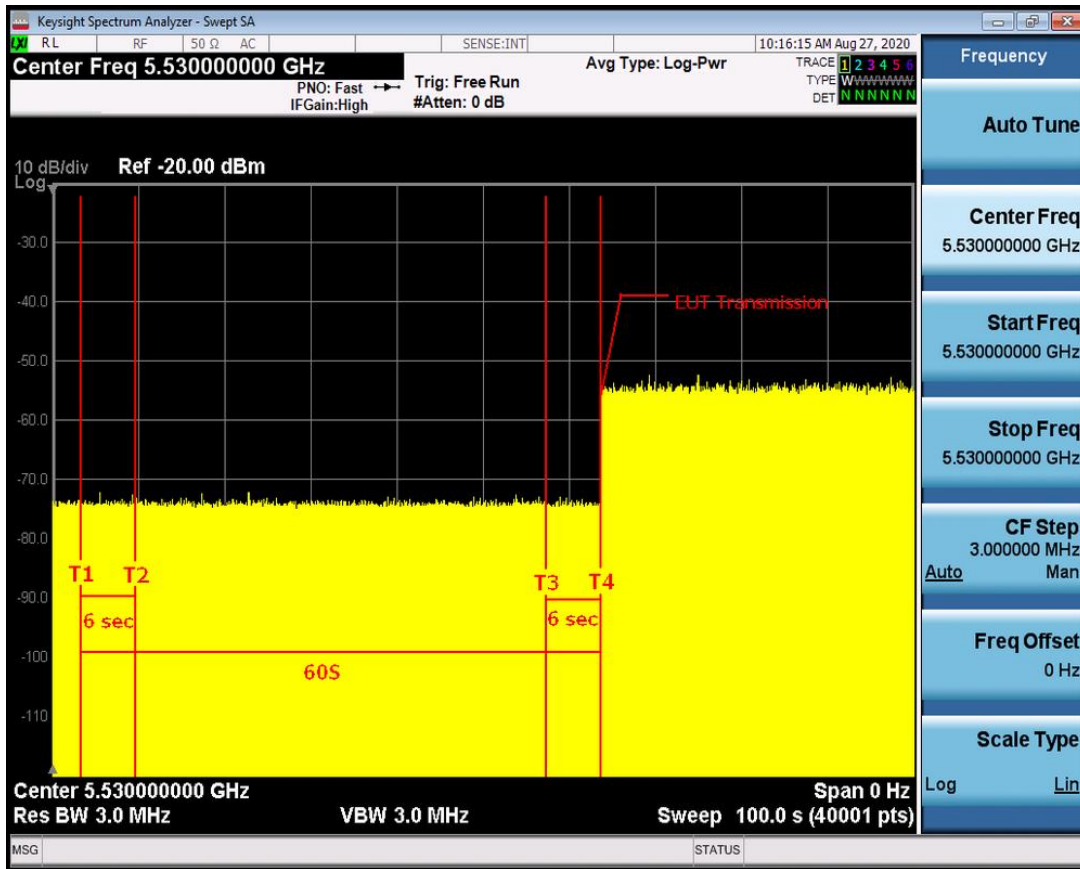 Keysight Spectrum Analyzer - Swept SA
LXI RL RF 50 Ω AC SENSE:INT 10:16:15 AM Aug 27, 2020
Center Freq 5.530000000 GHz
PNO: Fast
IFGain:High
Trig: Free Run
#Atten: 0 dB
Avg Type: Log-Pwr
TRACE 1 2 3 4 5 6
TYPE W W W W W W
DET N N N N N N
10 dB/div Ref -20.00 dBm
Log
-30.0
-40.0
EUT Transmission
-50.0
-60.0
-70.0
-80.0
T1 T2 T3 T4
-90.0
6 sec 6 sec
-100
60S
-110
Center 5.530000000 GHz Span 0 Hz
Res BW 3.0 MHz VBW 3.0 MHz Sweep 100.0 s (40001 pts)
MSG STATUS
Frequency
Auto Tune
Center Freq
5.530000000 GHz
Start Freq
5.530000000 GHz
Stop Freq
5.530000000 GHz
CF Step
3.000000 MHz
Auto Man
Freq Offset
0 Hz
Scale Type
Log Lin